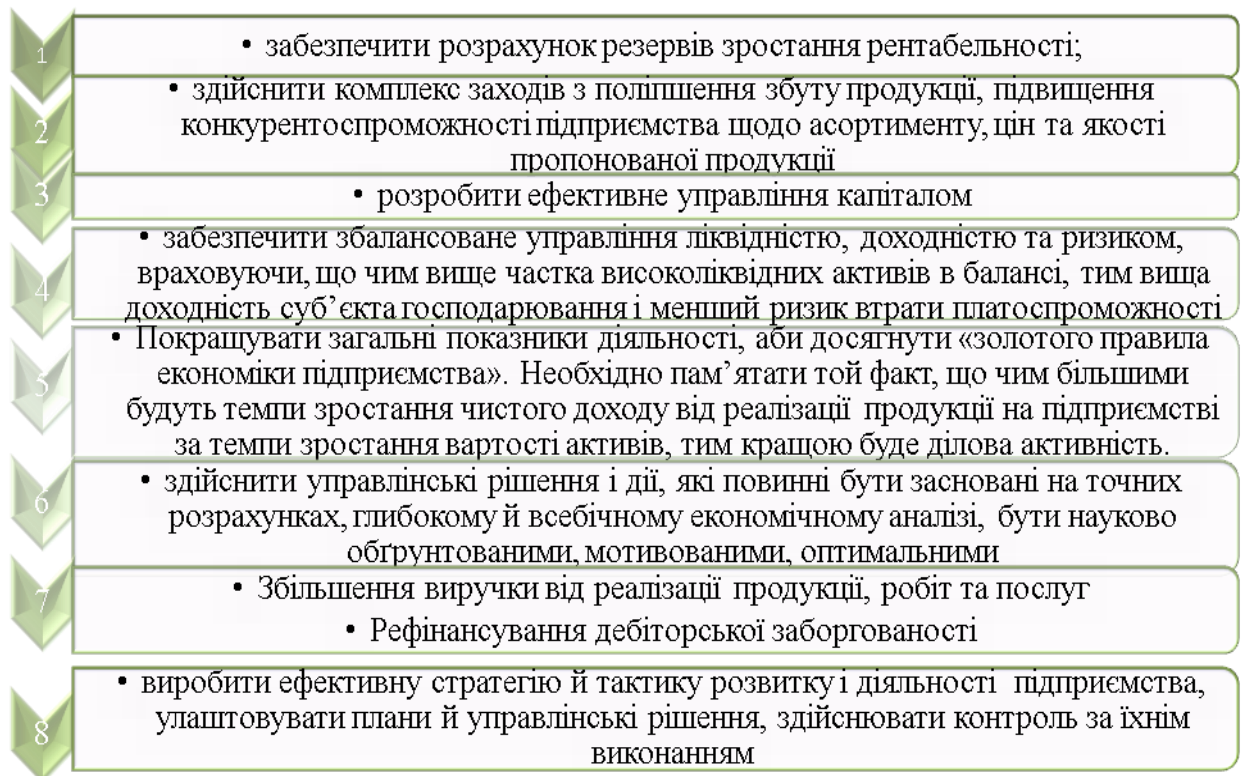 1
• забезпечити розрахунок резервів зростання рентабельності;
2
• здійснити комплекс заходів з поліпшення збуту продукції, підвищення
конкурентоспроможності підприємства щодо асортименту, цін та якості
пропонованої продукції
3
• розробити ефективне управління капіталом
4
• забезпечити збалансоване управління ліквідністю, доходністю та ризиком,
враховуючи, що чим вище частка високоліквідних активів в балансі, тим вища
доходність суб’єкта господарювання і менший ризик втрати платоспроможності
5
• Покращувати загальні показники діяльності, аби досягнути «золотого правила
економіки підприємства». Необхідно пам’ятати той факт, що чим більшими
будуть темпи зростання чистого доходу від реалізації продукції на підприємстві
за темпи зростання вартості активів, тим кращою буде ділова активність.
6
• здійснити управлінські рішення і дії, які повинні бути засновані на точних
розрахунках, глибокому й всебічному економічному аналізі, бути науково
обґрунтованими, мотивованими, оптимальними
7
• Збільшення виручки від реалізації продукції, робіт та послуг
• Рефінансування дебіторської заборгованості
8
• виробити ефективну стратегію й тактику розвитку і діяльності підприємства,
улаштовувати плани й управлінські рішення, здійснювати контроль за їхнім
виконанням